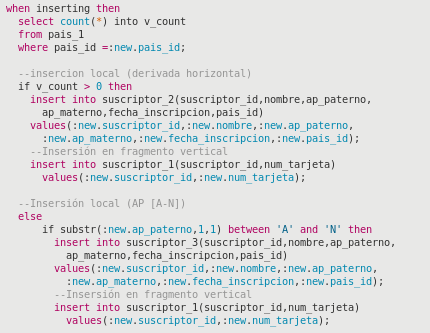 when inserting then
select count(*) into v_count
from pais_1
where pais_id =:new.pais_id;
--insercion local (derivada horizontal)
if v_count > 0 then
insert into suscriptor_2(suscriptor_id,nombre,ap_paterno,
ap_materno,fecha_inscripcion,pais_id)
values(:new.suscriptor_id,:new.nombre,:new.ap_paterno,
:new.ap_materno,:new.fecha_inscripcion,:new.pais_id);
--Insersión en fragmento vertical
insert into suscriptor_1(suscriptor_id,num_tarjeta)
values(:new.suscriptor_id,:new.num_tarjeta);
--Insersión local (AP [A-N])
else
if substr(:new.ap_paterno,1,1) between 'A' and 'N' then
insert into suscriptor_3(suscriptor_id,nombre,ap_paterno,
ap_materno,fecha_inscripcion,pais_id)
values(:new.suscriptor_id,:new.nombre,:new.ap_paterno,
:new.ap_materno,:new.fecha_inscripcion,:new.pais_id);
--Insersión en fragmento vertical
insert into suscriptor_1(suscriptor_id,num_tarjeta)
values(:new.suscriptor_id,:new.num_tarjeta);